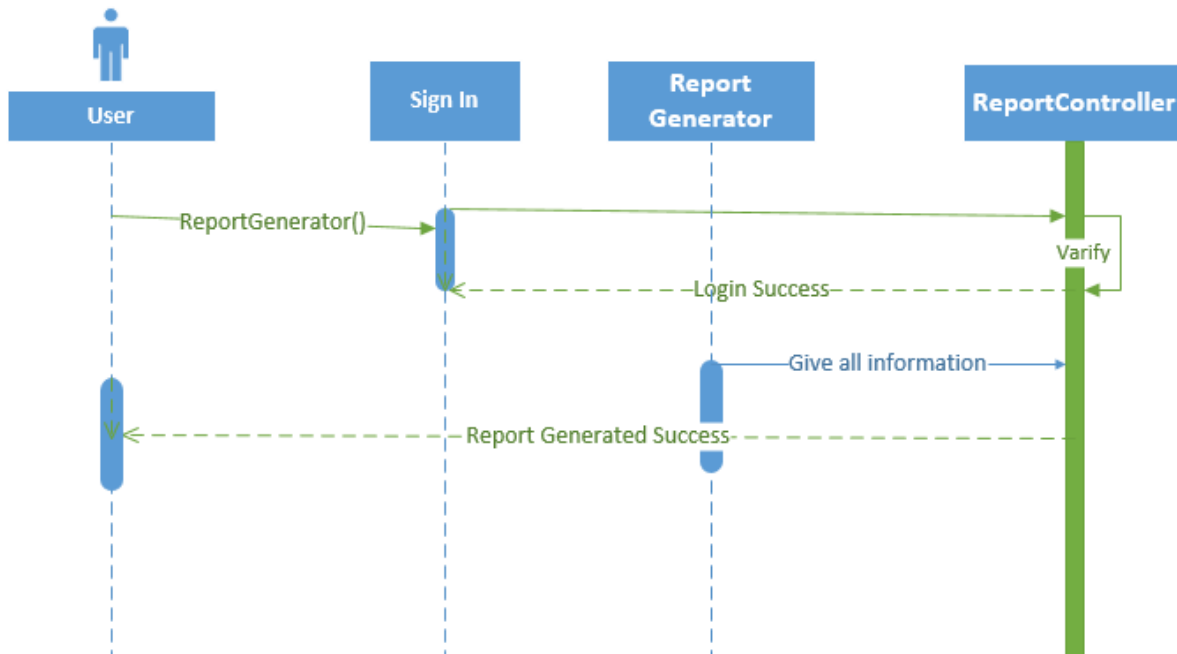 User
Sign In
Report
Generator
ReportController
ReportGenerator()
Varify
Login Success
Give all information
Report Generated Success